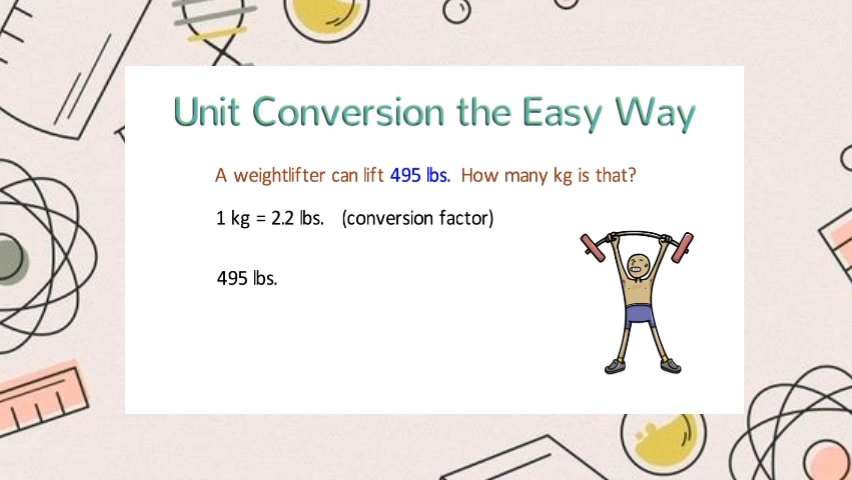 Unit Conversion the Easy Way
A weightlifter can lift 495 lbs. How many kg is that?
1 kg = 2.2 lbs. (conversion factor)
495 lbs.